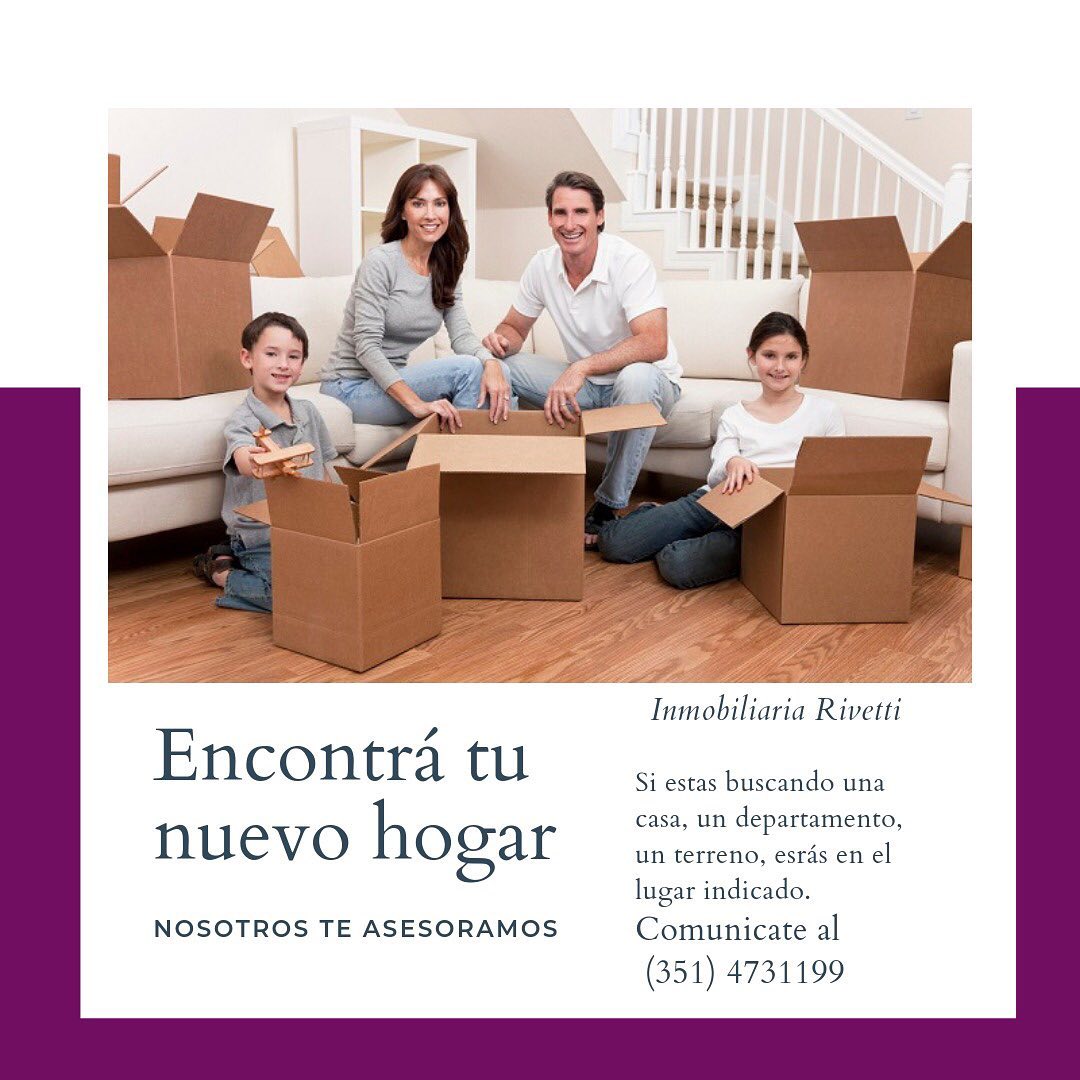 Encontrá tu
nuevo hogar
NOSOTROS TE ASESORAMOS
Inmobiliaria Rivetti
Si estas buscando una
casa, un departamento,
un terreno, esrás en el
lugar indicado.
Comunicate al
(351) 4731199